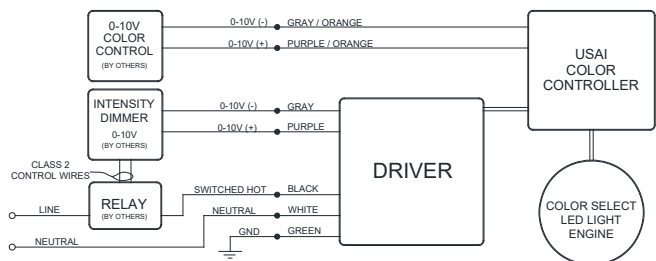 0-10V
COLOR
CONTROL
(BY OTHERS)
0-10V (-) GRAY / ORANGE
0-10V (+) PURPLE / ORANGE
USAI
COLOR
CONTROLLER
INTENSITY
DIMMER
0-10V
(BY OTHERS)
0-10V (-) GRAY
0-10V (+) PURPLE
DRIVER
CLASS 2
CONTROL WIRES
RELAY
(BY OTHERS)
LINE
SWITCHED HOT BLACK
NEUTRAL WHITE
GND GREEN
NEUTRAL
COLOR SELECT
LED LIGHT
ENGINE